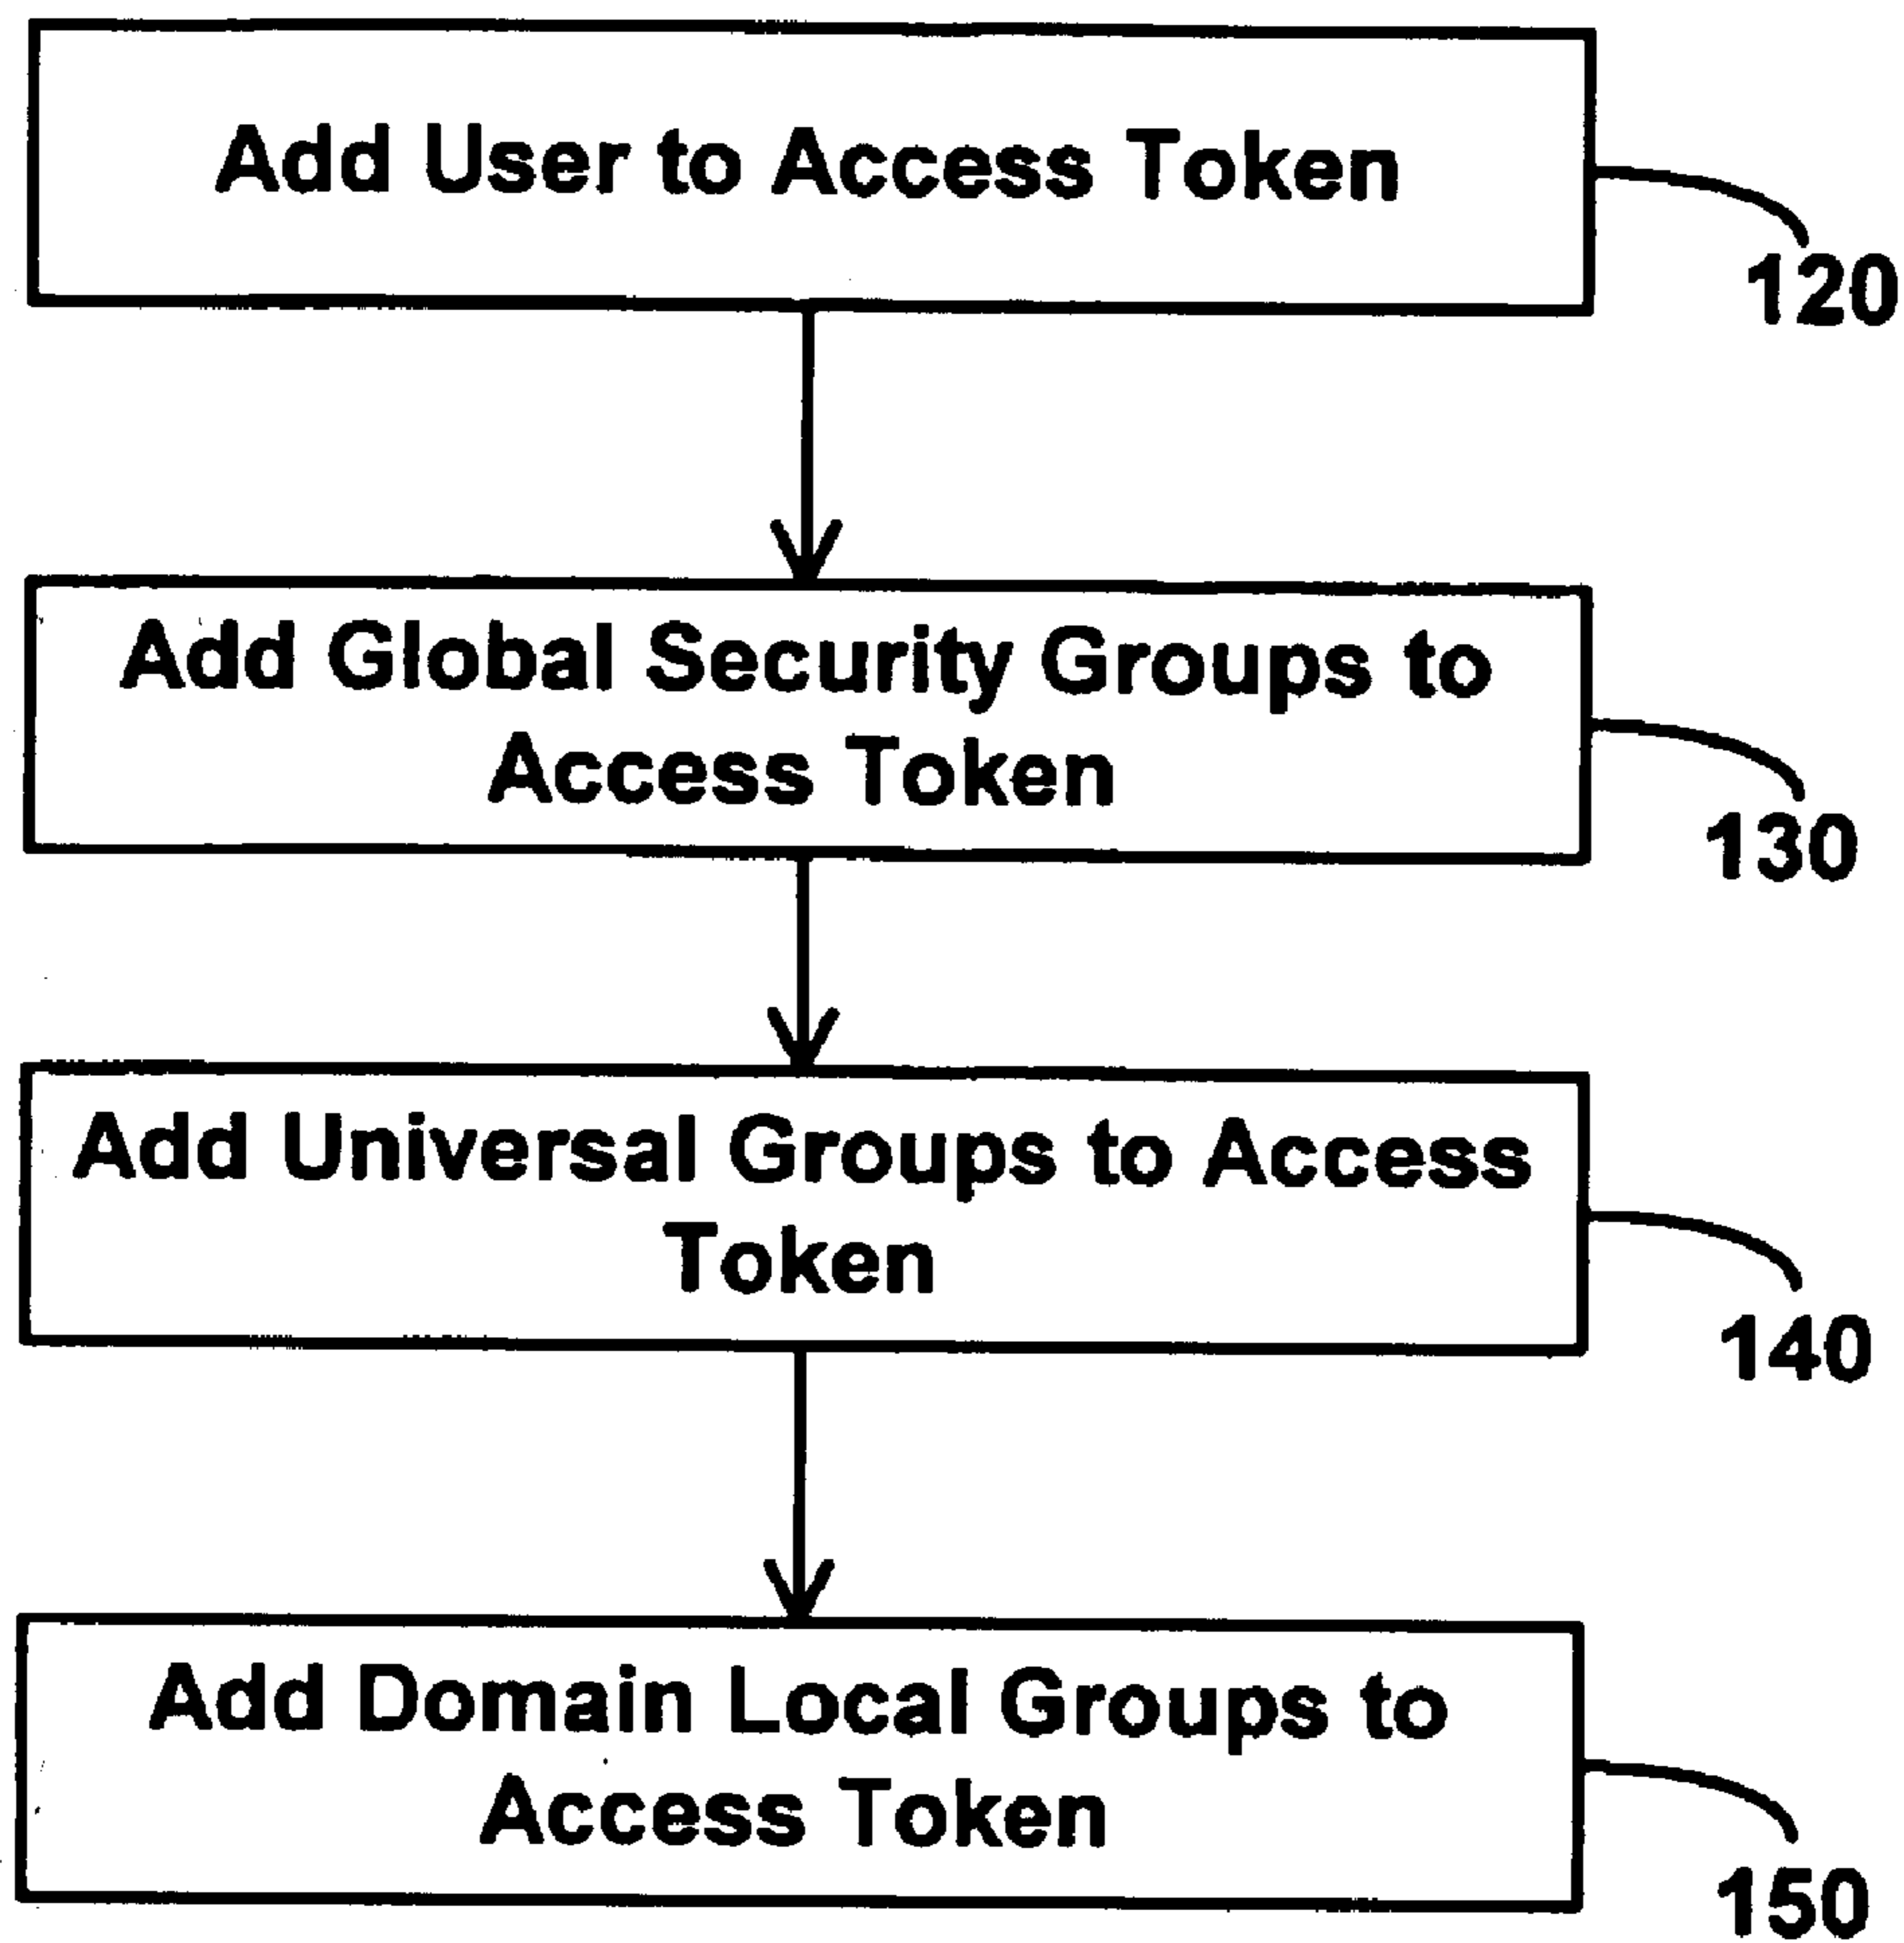 Add User to Access Token
120
Add Global Security Groups to
Access Token
130
Add Universal Groups to Access
Token
140
Add Domain Local Groups to
Access Token
150